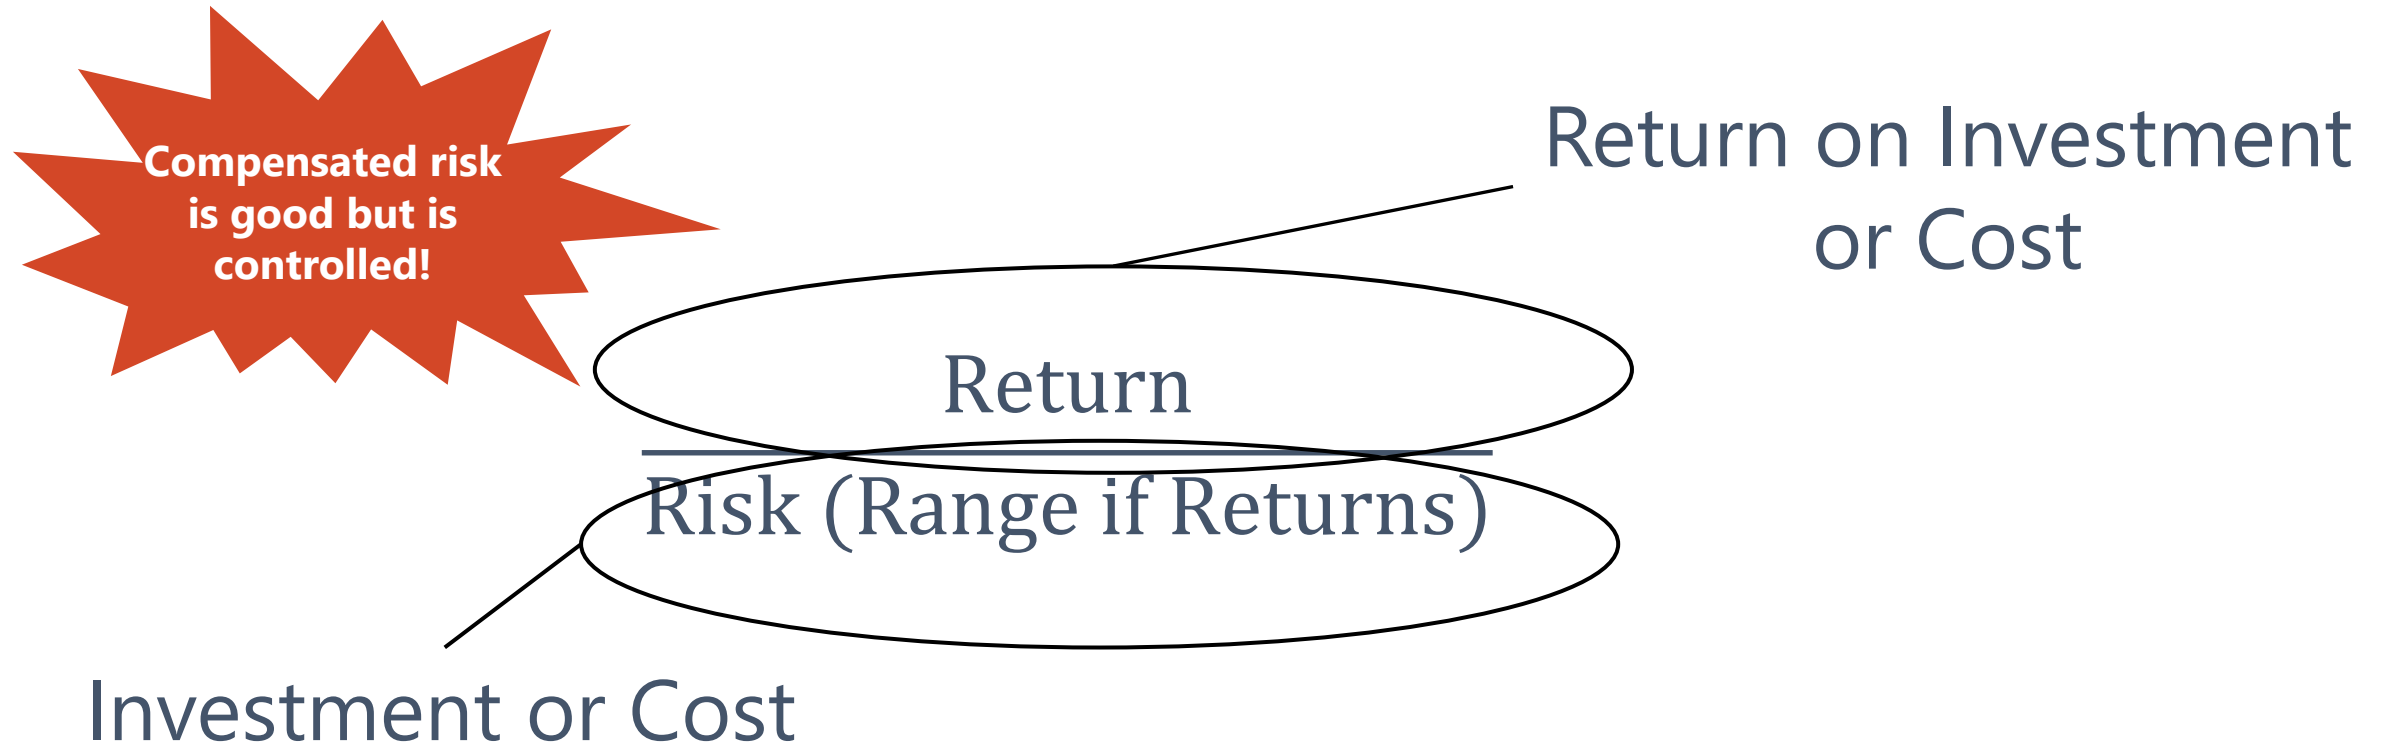 Compensated risk
is good but is
controlled!
Return on Investment
or Cost
Return
Risk (Range if Returns)
Investment or Cost